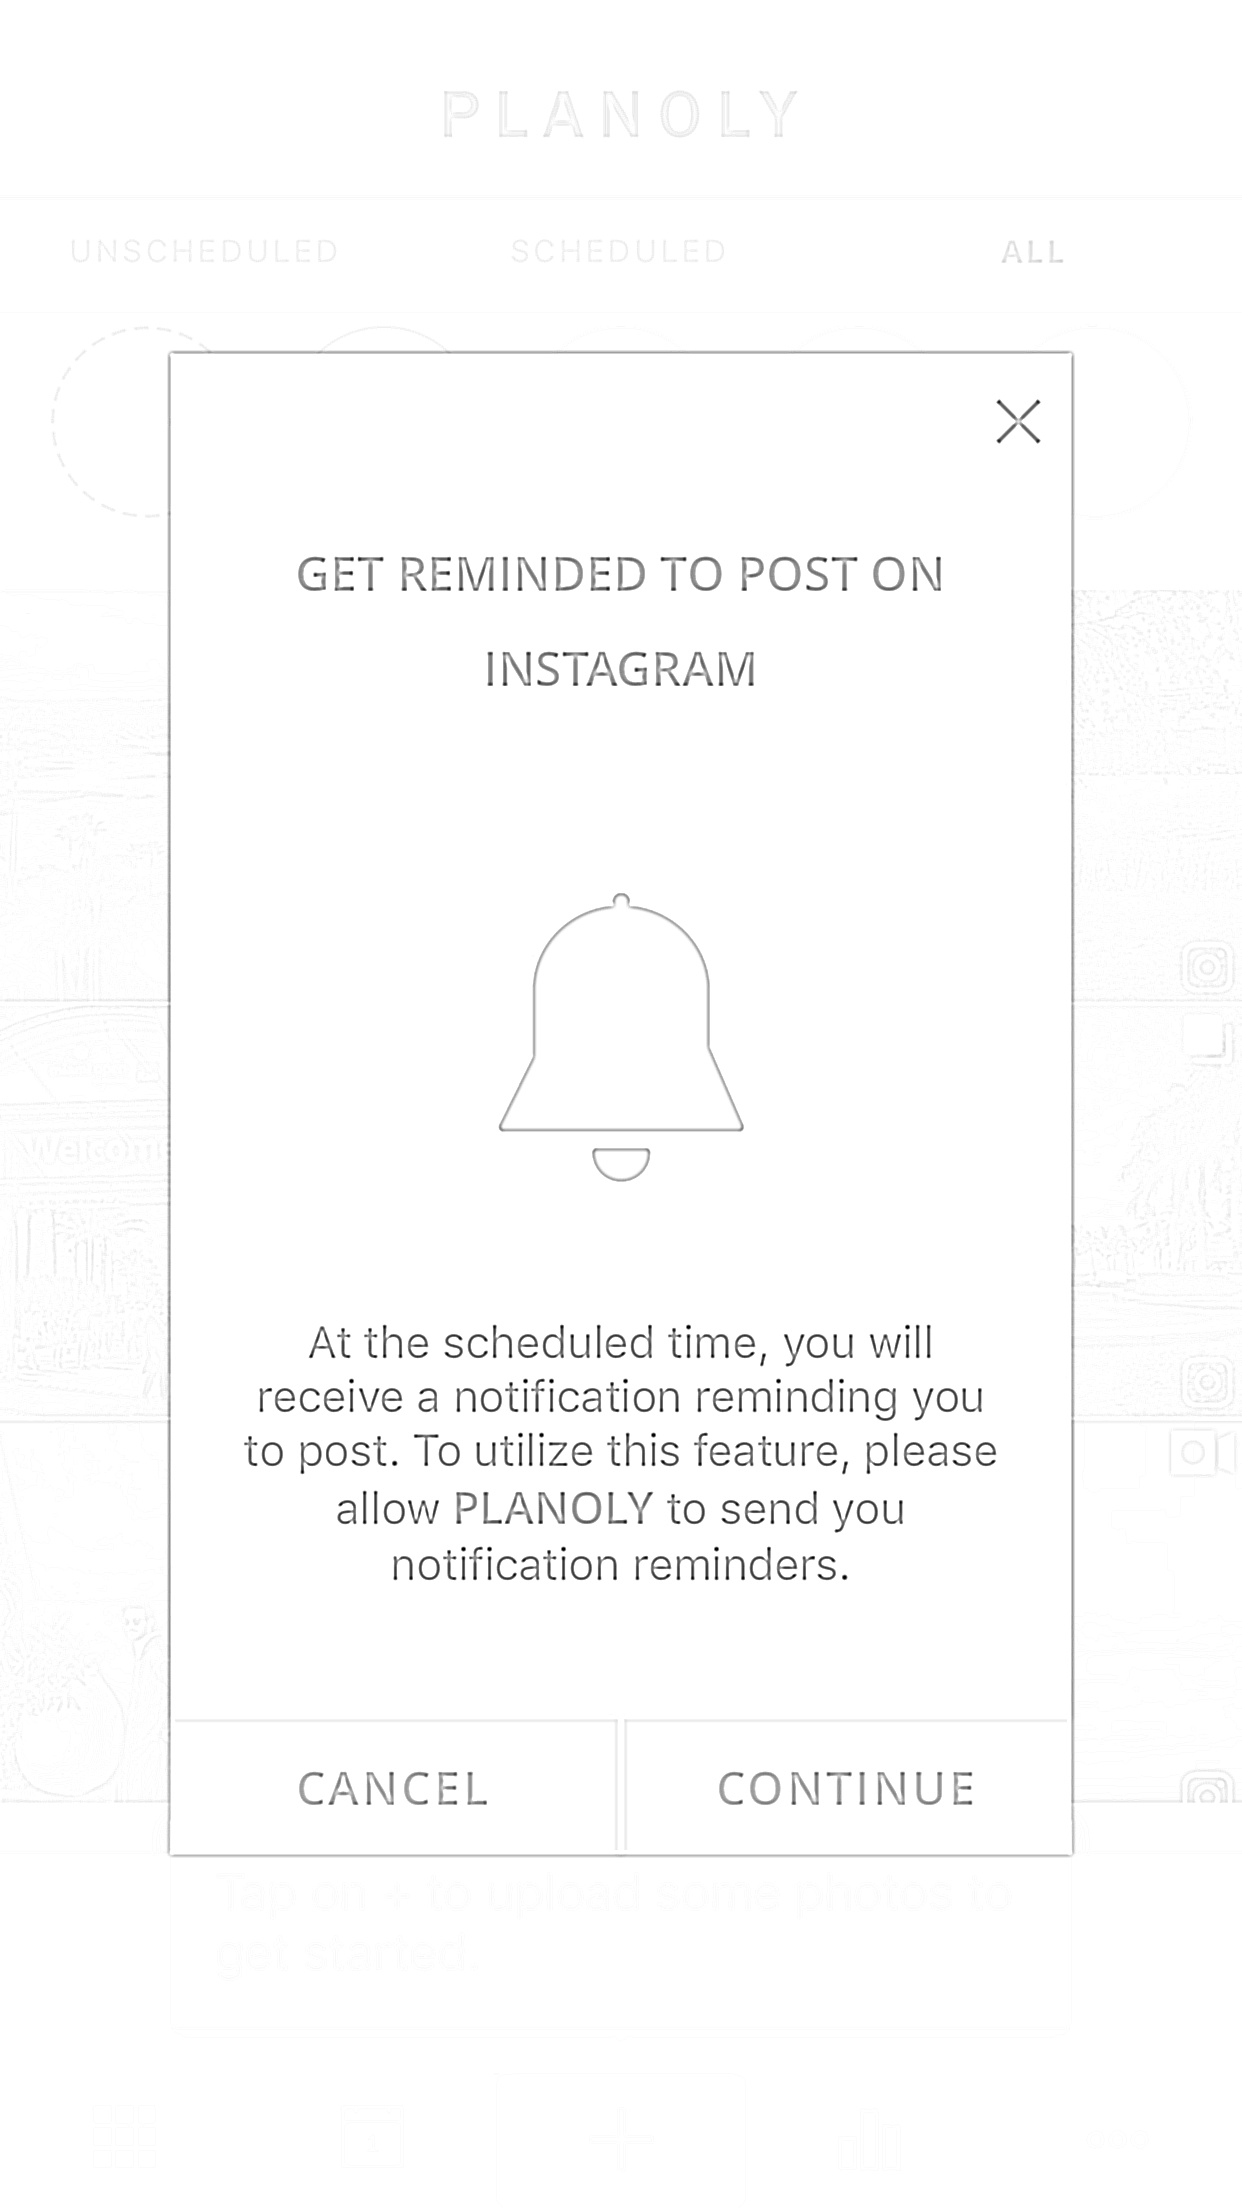 PLANOLY
UNSCHEDULED SCHEDULED ALL
GET REMINDED TO POST ON
INSTAGRAM
Welcome
At the scheduled time, you will
receive a notification reminding you
to post. To utilize this feature, please
allow PLANOLY to send you
notification reminders.
CANCEL CONTINUE
Tap on + to upload some photos to
get started.